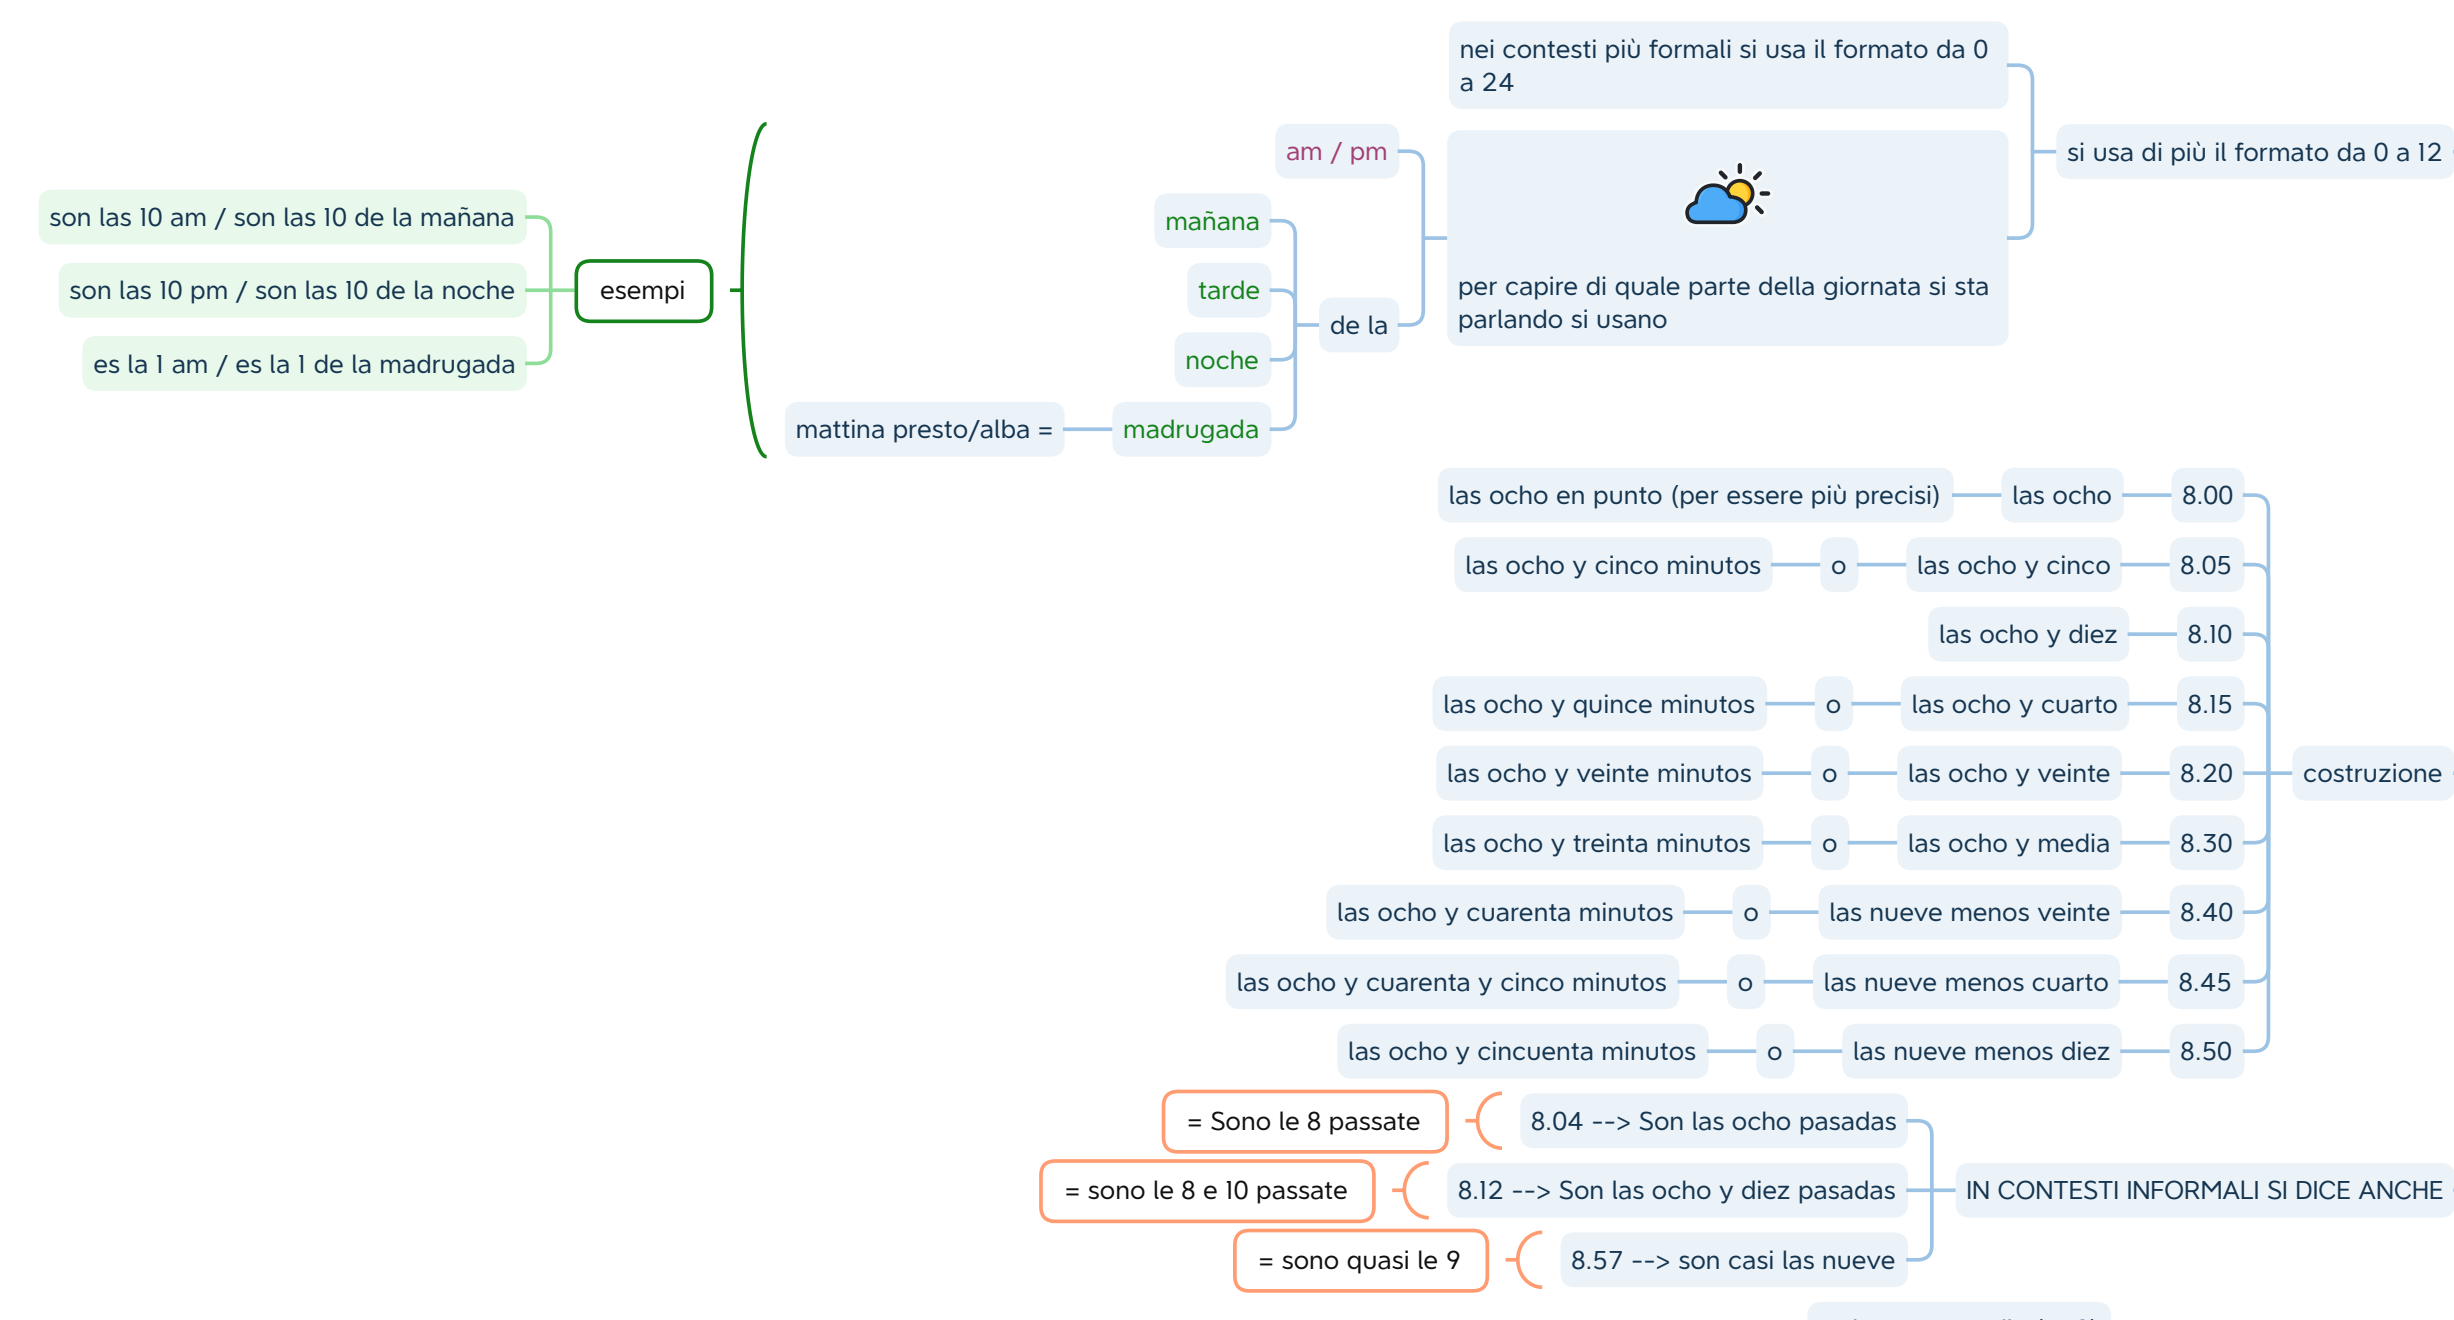 nei contesti più formali si usa il formato da 0
a 24
si usa di più il formato da 0 a 12
am / pm
per capire di quale parte della giornata si sta
parlando si usano
de la
mañana
tarde
noche
madrugada
mattina presto/alba =
esempi
son las 10 am / son las 10 de la mañana
son las 10 pm / son las 10 de la noche
es la 1 am / es la 1 de la madrugada
las ocho en punto (per essere più precisi) las ocho 8.00
las ocho y cinco minutos o las ocho y cinco 8.05
las ocho y diez 8.10
las ocho y quince minutos o las ocho y cuarto 8.15
las ocho y veinte minutos o las ocho y veinte 8.20
costruzione
las ocho y treinta minutos o las ocho y media 8.30
las ocho y cuarenta minutos o las nueve menos veinte 8.40
las ocho y cuarenta y cinco minutos o las nueve menos cuarto 8.45
las ocho y cincuenta minutos o las nueve menos diez 8.50
= Sono le 8 passate 8.04 --> Son las ocho pasadas
= sono le 8 e 10 passate 8.12 --> Son las ocho y diez pasadas
IN CONTESTI INFORMALI SI DICE ANCHE
= sono quasi le 9 8.57 --> son casi las nueve